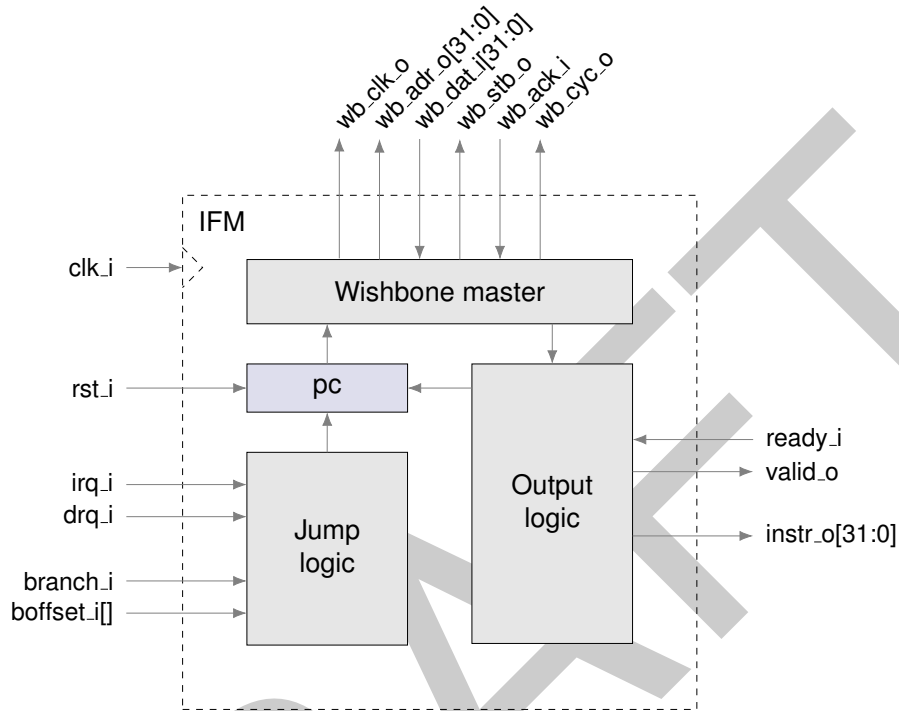 wb_clk_o
wb_adr_o[31:0]
wb_dat_i[31:0]
wb_stb_o
wb_ack_i
wb_cyc_o
IFM
clk_i
Wishbone master
rst_i
pc
ready_i
valid_o
irq_i
drq_i
Jump
logic
Output
logic
instr_o[31:0]
branch_i
boffset_i[]